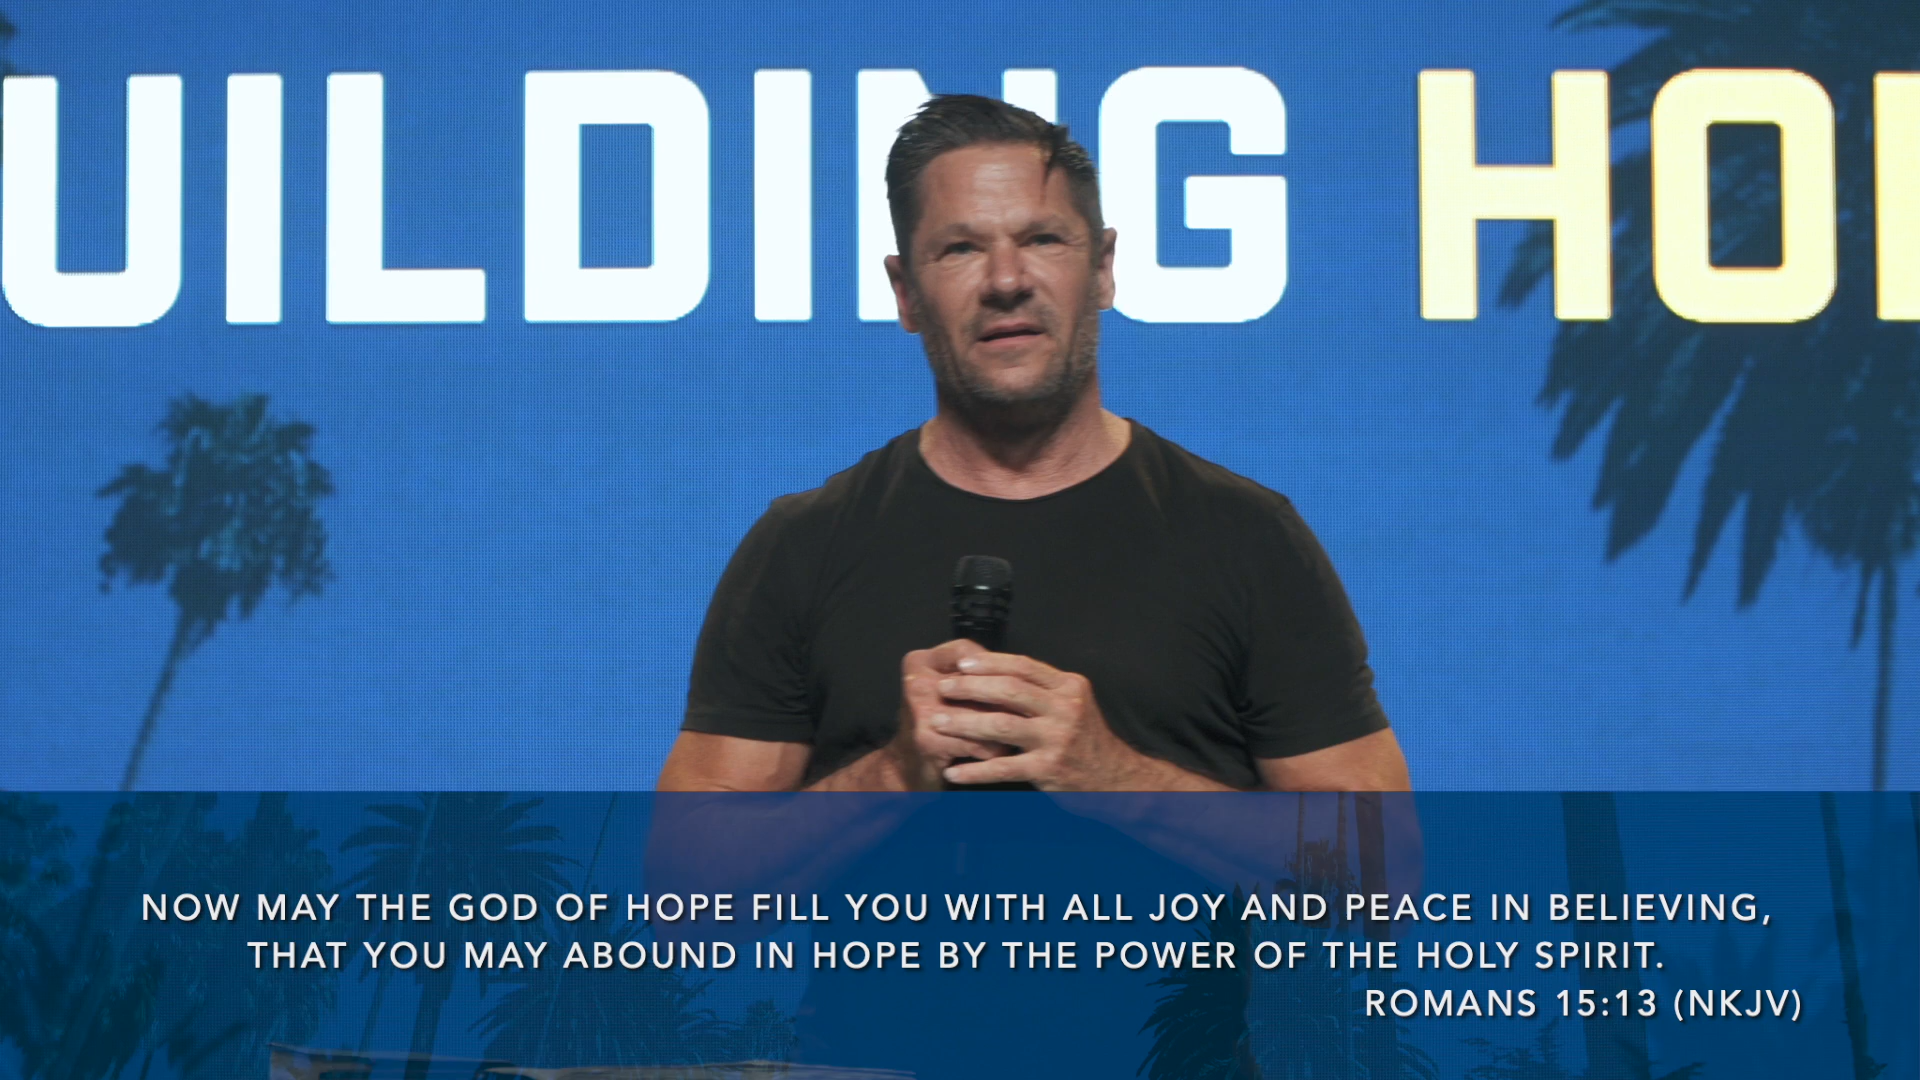 UILDING HO
NOW MAY THE GOD OF HOPE FILL YOU WITH ALL JOY AND PEACE IN BELIEVING,
THAT YOU MAY ABOUND IN HOPE BY THE POWER OF THE HOLY SPIRIT.
ROMANS 15:13 (NKJV)